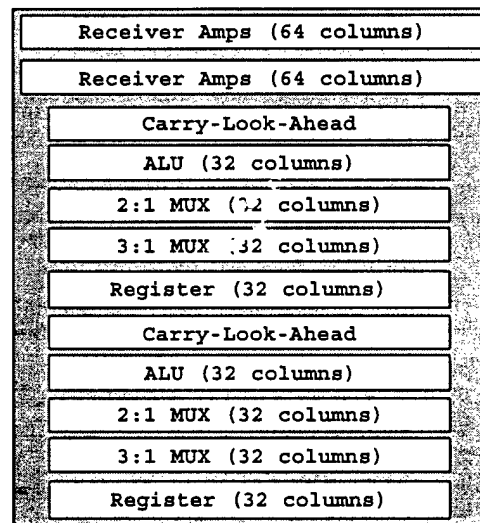 Receiver Amps (64 columns)
Receiver Amps (64 columns)
Carry-Look-Ahead
ALU (32 columns)
2:1 MUX columns)
3:1 MUX (32 columns)
Register (32 columns)
Carry-Look-Ahead
ALU (32 columns)
2:1 MUX (32 columns)
3:1 MUX (32 columns)
Register (32 columns)